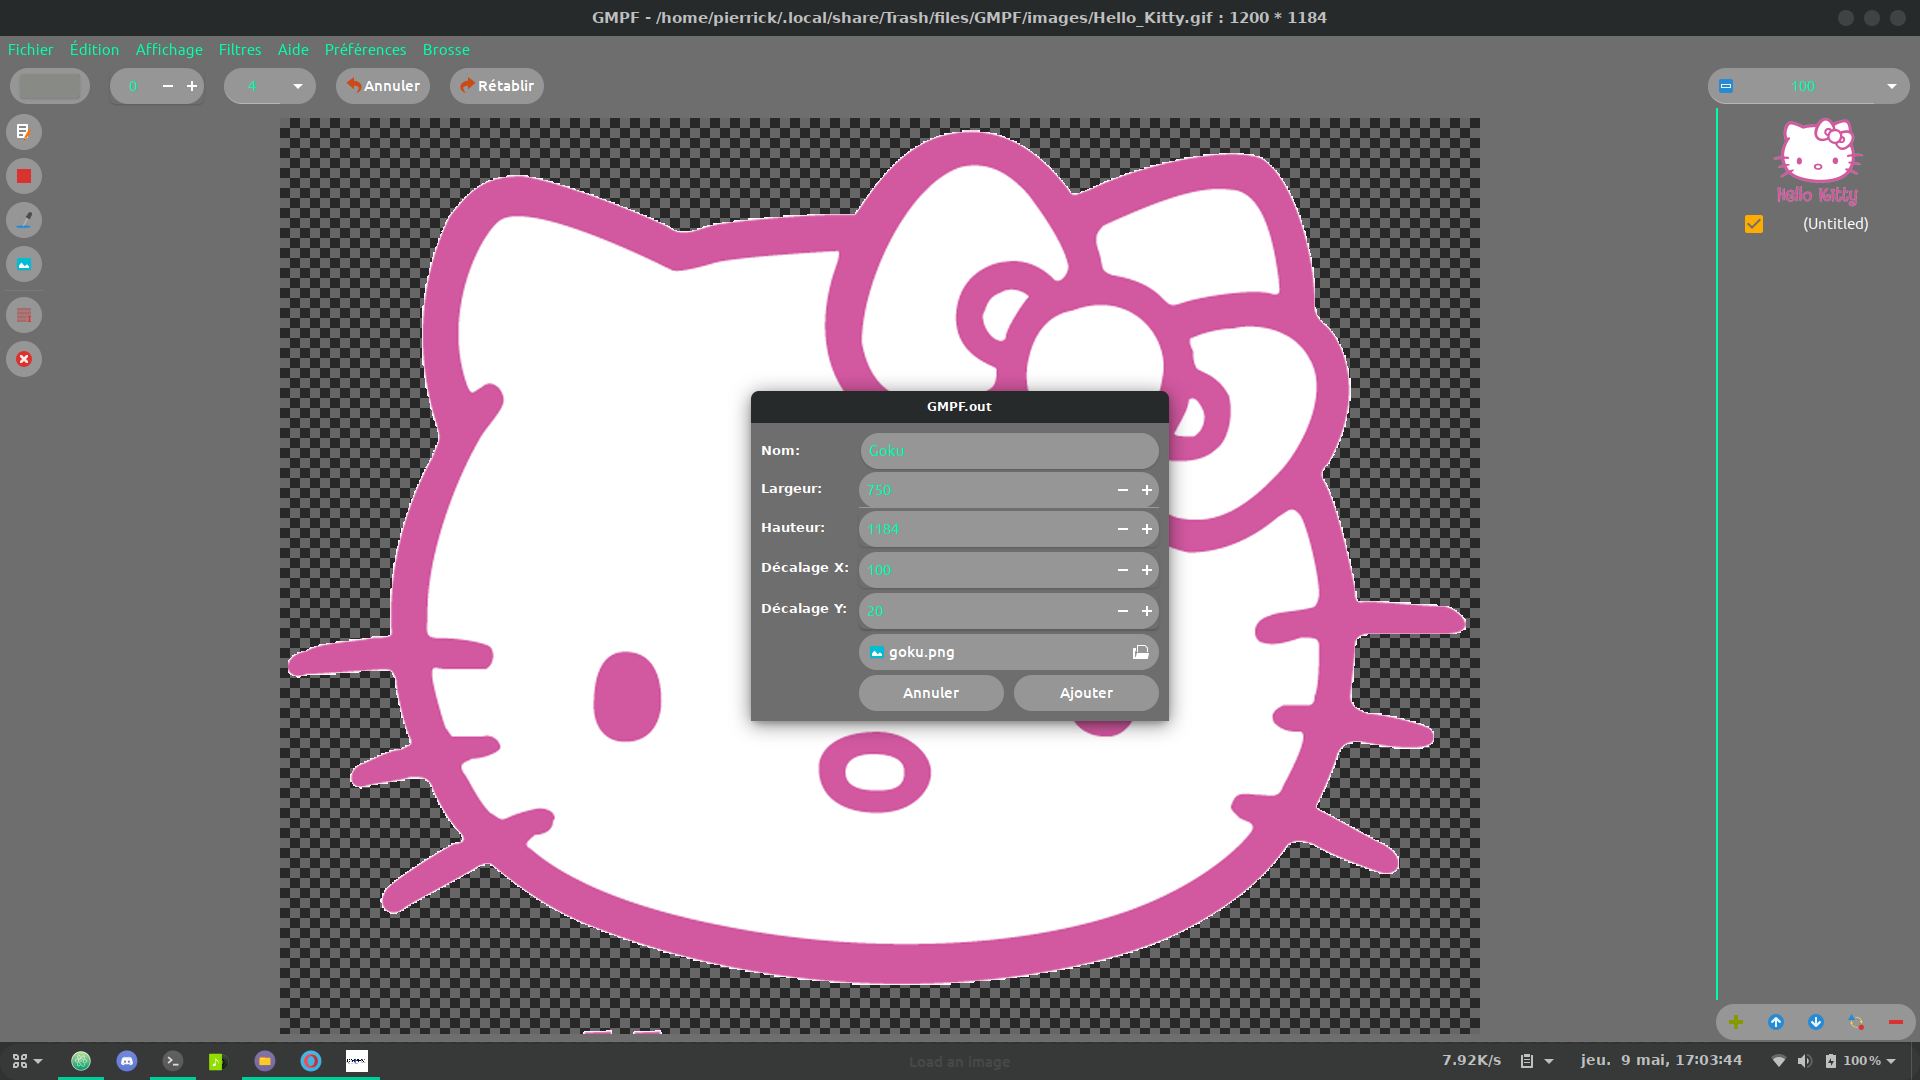 GMPF - /home/pierrick/.local/share/Trash/files/GMPF/images/Hello_Kitty.gif : 1200 * 1184
Fichier Édition Affichage Filtres Aide Préférences Brosse
0 4 Annuler Rétablir 100
Hello Kitty
(Untitled)
GMPF.out
Nom: Goku
Largeur: 750
Hauteur: 1184
Décalage X: 100
Décalage Y: 20
goku.png
Annuler Ajouter
Load an image
7.92K/s jeu. 9 mai, 17:03:44 100 %